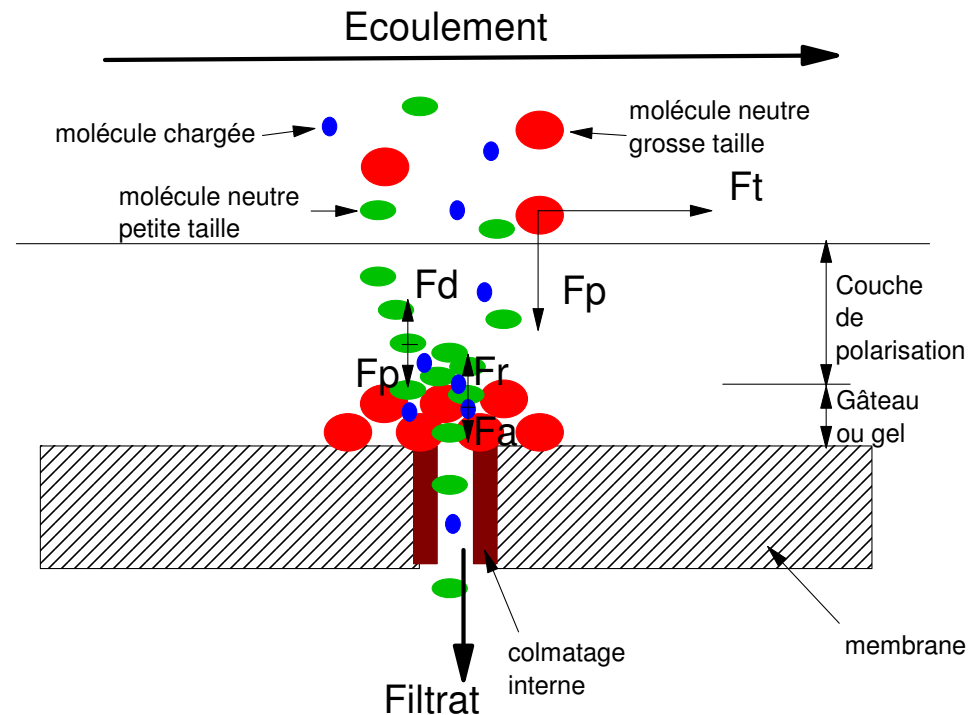 Ecoulement
molécule chargée
molécule neutre
grosse taille
molécule neutre
petite taille
Ft
Fd
Fp
Couche
de
polarisation
Fp
Fr
Gâteau
ou gel
Fa
colmatage
interne
membrane
Filtrat